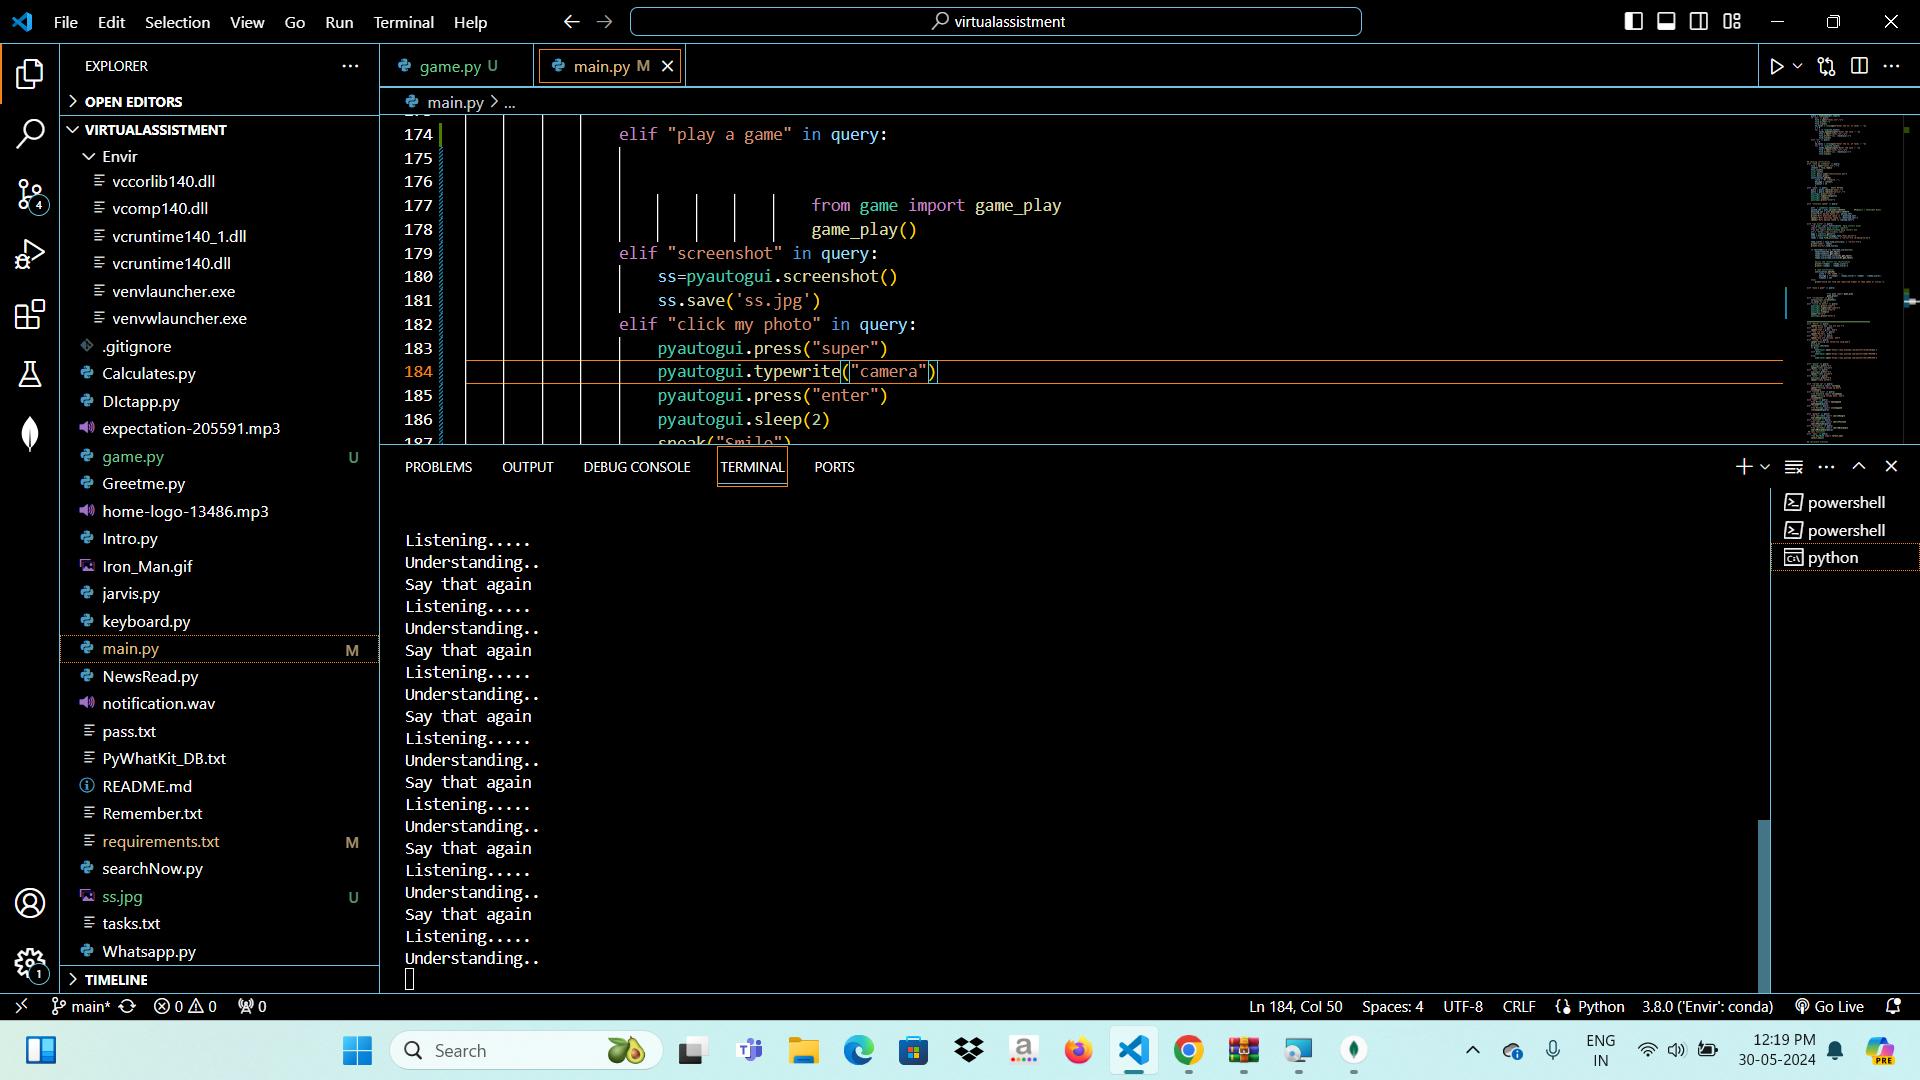 File Edit Selection View Go Run Terminal Help
virtualassistment
EXPLORER
OPEN EDITORS
VIRTUALASSISTMENT
Envir
vccorlib140.dll
vcomp140.dll
vcruntime140_1.dll
vcruntime140.dll
venvlauncher.exe
venvwlauncher.exe
.gitignore
Calculates.py
DIctapp.py
expectation-205591.mp3
game.py U
Greetme.py
home-logo-13486.mp3
Intro.py
Iron_Man.gif
jarvis.py
keyboard.py
main.py M
NewsRead.py
notification.wav
pass.txt
PyWhatKit_DB.txt
README.md
Remember.txt
requirements.txt M
searchNow.py
ss.jpg U
tasks.txt
Whatsapp.py
TIMELINE
4
1
game.py U main.py M
main.py > ...
174 elif "play a game" in query:
175
176
177 from game import game_play
178 game_play()
179 elif "screenshot" in query:
180 ss=pyautogui.screenshot()
181 ss.save('ss.jpg')
182 elif "click my photo" in query:
183 pyautogui.press("super")
184 pyautogui.typewrite("camera")
185 pyautogui.press("enter")
186 pyautogui.sleep(2)
187 speak("Smile")
PROBLEMS OUTPUT DEBUG CONSOLE TERMINAL PORTS
powershell
powershell
python
Listening.....
Understanding..
Say that again
Listening.....
Understanding..
Say that again
Listening.....
Understanding..
Say that again
Listening.....
Understanding..
Say that again
Listening.....
Understanding..
Say that again
Listening.....
Understanding..
Say that again
Listening.....
Understanding..
main* 0 0 0 Ln 184, Col 50 Spaces: 4 UTF-8 CRLF Python 3.8.0 ('Envir': conda) Go Live
Search
ENG
IN
12:19 PM
30-05-2024
PRE